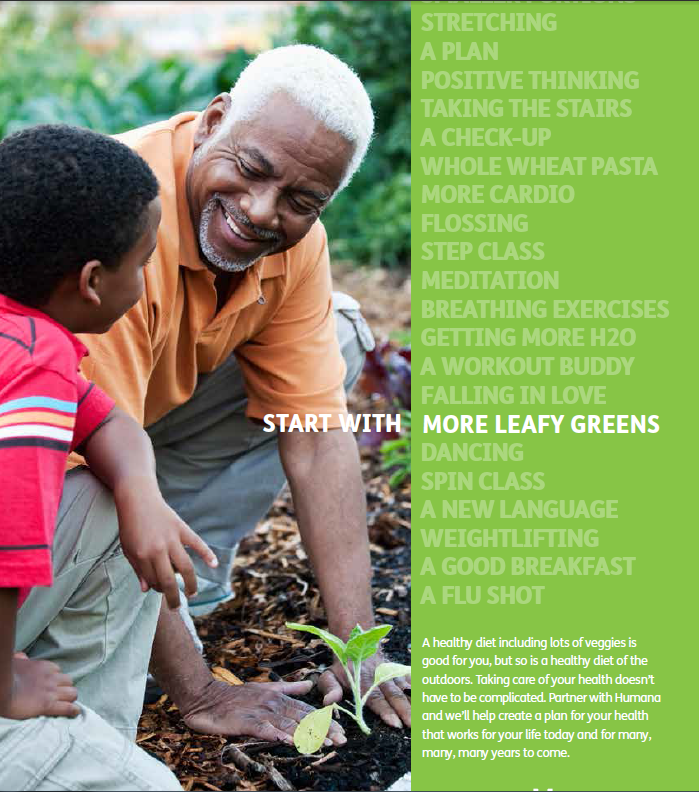 STRETCHING
A PLAN
POSITIVE THINKING
TAKING THE STAIRS
A CHECK-UP
WHOLE WHEAT PASTA
MORE CARDIO
FLOSSING
STEP CLASS
MEDITATION
BREATHING EXERCISES
GETTING MORE H2O
A WORKOUT BUDDY
FALLING IN LOVE
START WITH MORE LEAFY GREENS
DANCING
SPIN CLASS
A NEW LANGUAGE
WEIGHTLIFTING
A GOOD BREAKFAST
A FLU SHOT
A healthy diet including lots of veggies is
good for you, but so is a healthy diet of the
outdoors. Taking care of your health doesn't
have to be complicated. Partner with Humana
and we'll help create a plan for your health
that works for your life today and for many,
many, many years to come.